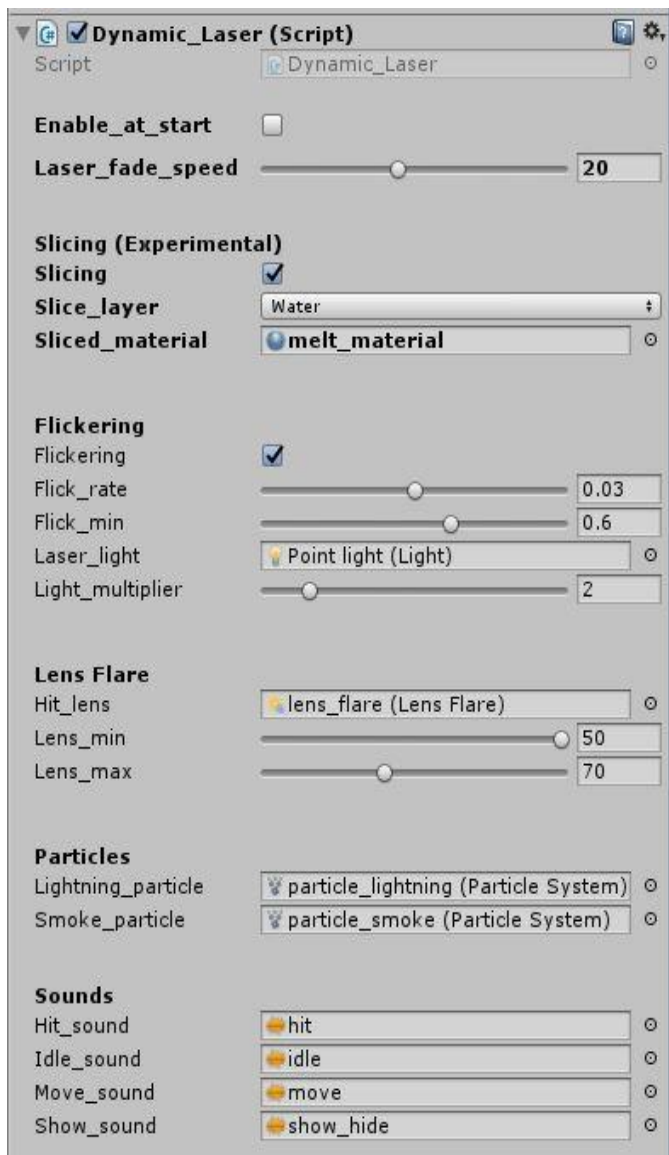 Dynamic_Laser (Script)
Script Dynamic_Laser
Enable_at_start
Laser_fade_speed 20
Slicing (Experimental)
Slicing
Slice_layer Water
Sliced_material melt_material
Flickering
Flickering
Flick_rate 0.03
Flick_min 0.6
Laser_light Point light (Light)
Light_multiplier 2
Lens Flare
Hit_lens lens_flare (Lens Flare)
Lens_min 50
Lens_max 70
Particles
Lightning_particle particle_lightning (Particle System)
Smoke_particle particle_smoke (Particle System)
Sounds
Hit_sound hit
Idle_sound idle
Move_sound move
Show_sound show_hide